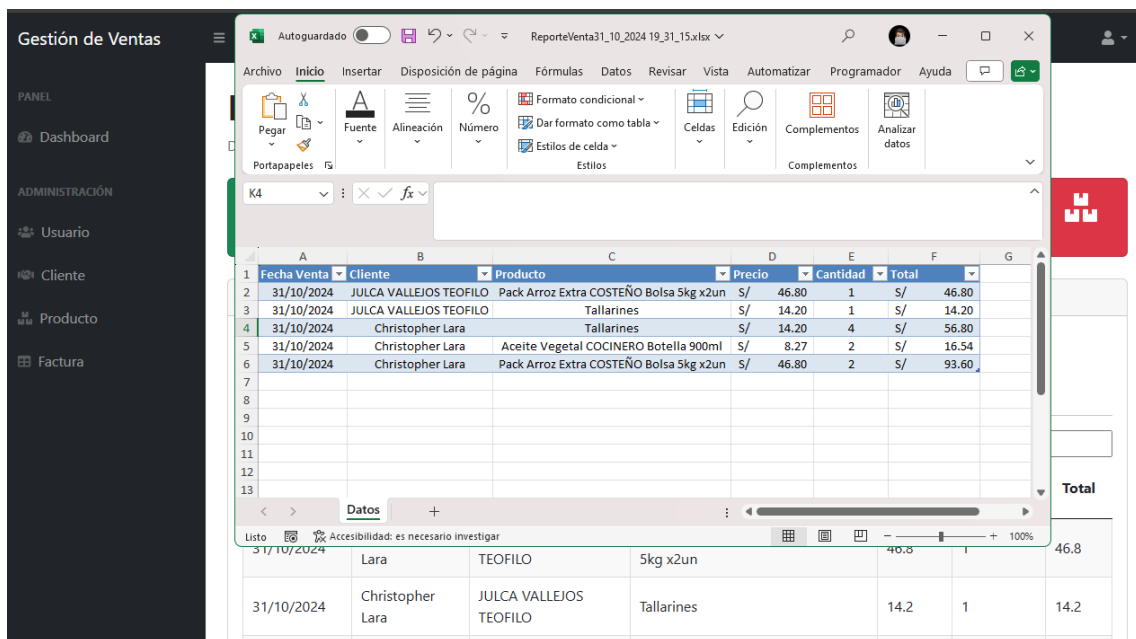 Gestión de Ventas
PANEL
Dashboard
ADMINISTRACIÓN
Usuario
Cliente
Producto
Factura
Autoguardado
ReporteVenta31_10_2024 19_31_15.xlsx
Archivo Inicio Insertar Disposición de página Fórmulas Datos Revisar Vista Automatizar Programador Ayuda
Pegar
Portapapeles
Fuente
Alineación
Número
Formato condicional
Dar formato como tabla
Estilos de celda
Estilos
Celdas
Edición
Complementos
Complementos
Analizar
datos
K4 fx
A B C D E F G
1 Fecha Venta Cliente Producto Precio Cantidad Total
2 31/10/2024 JULCA VALLEJOS TEOFILO Pack Arroz Extra COSTEÑO Bolsa 5kg x2un S/ 46.80 1 S/ 46.80
3 31/10/2024 JULCA VALLEJOS TEOFILO Tallarines S/ 14.20 1 S/ 14.20
4 31/10/2024 Christopher Lara Tallarines S/ 14.20 4 S/ 56.80
5 31/10/2024 Christopher Lara Aceite Vegetal COCINERO Botella 900ml S/ 8.27 2 S/ 16.54
6 31/10/2024 Christopher Lara Pack Arroz Extra COSTEÑO Bolsa 5kg x2un S/ 46.80 2 S/ 93.60
7
8
9
10
11
12
13
Datos
Listo Accesibilidad: es necesario investigar 100%
Total
31/10/2024 Lara TEOFILO 5kg x2un 46.8 1 46.8
31/10/2024 Christopher Lara JULCA VALLEJOS TEOFILO Tallarines 14.2 1 14.2